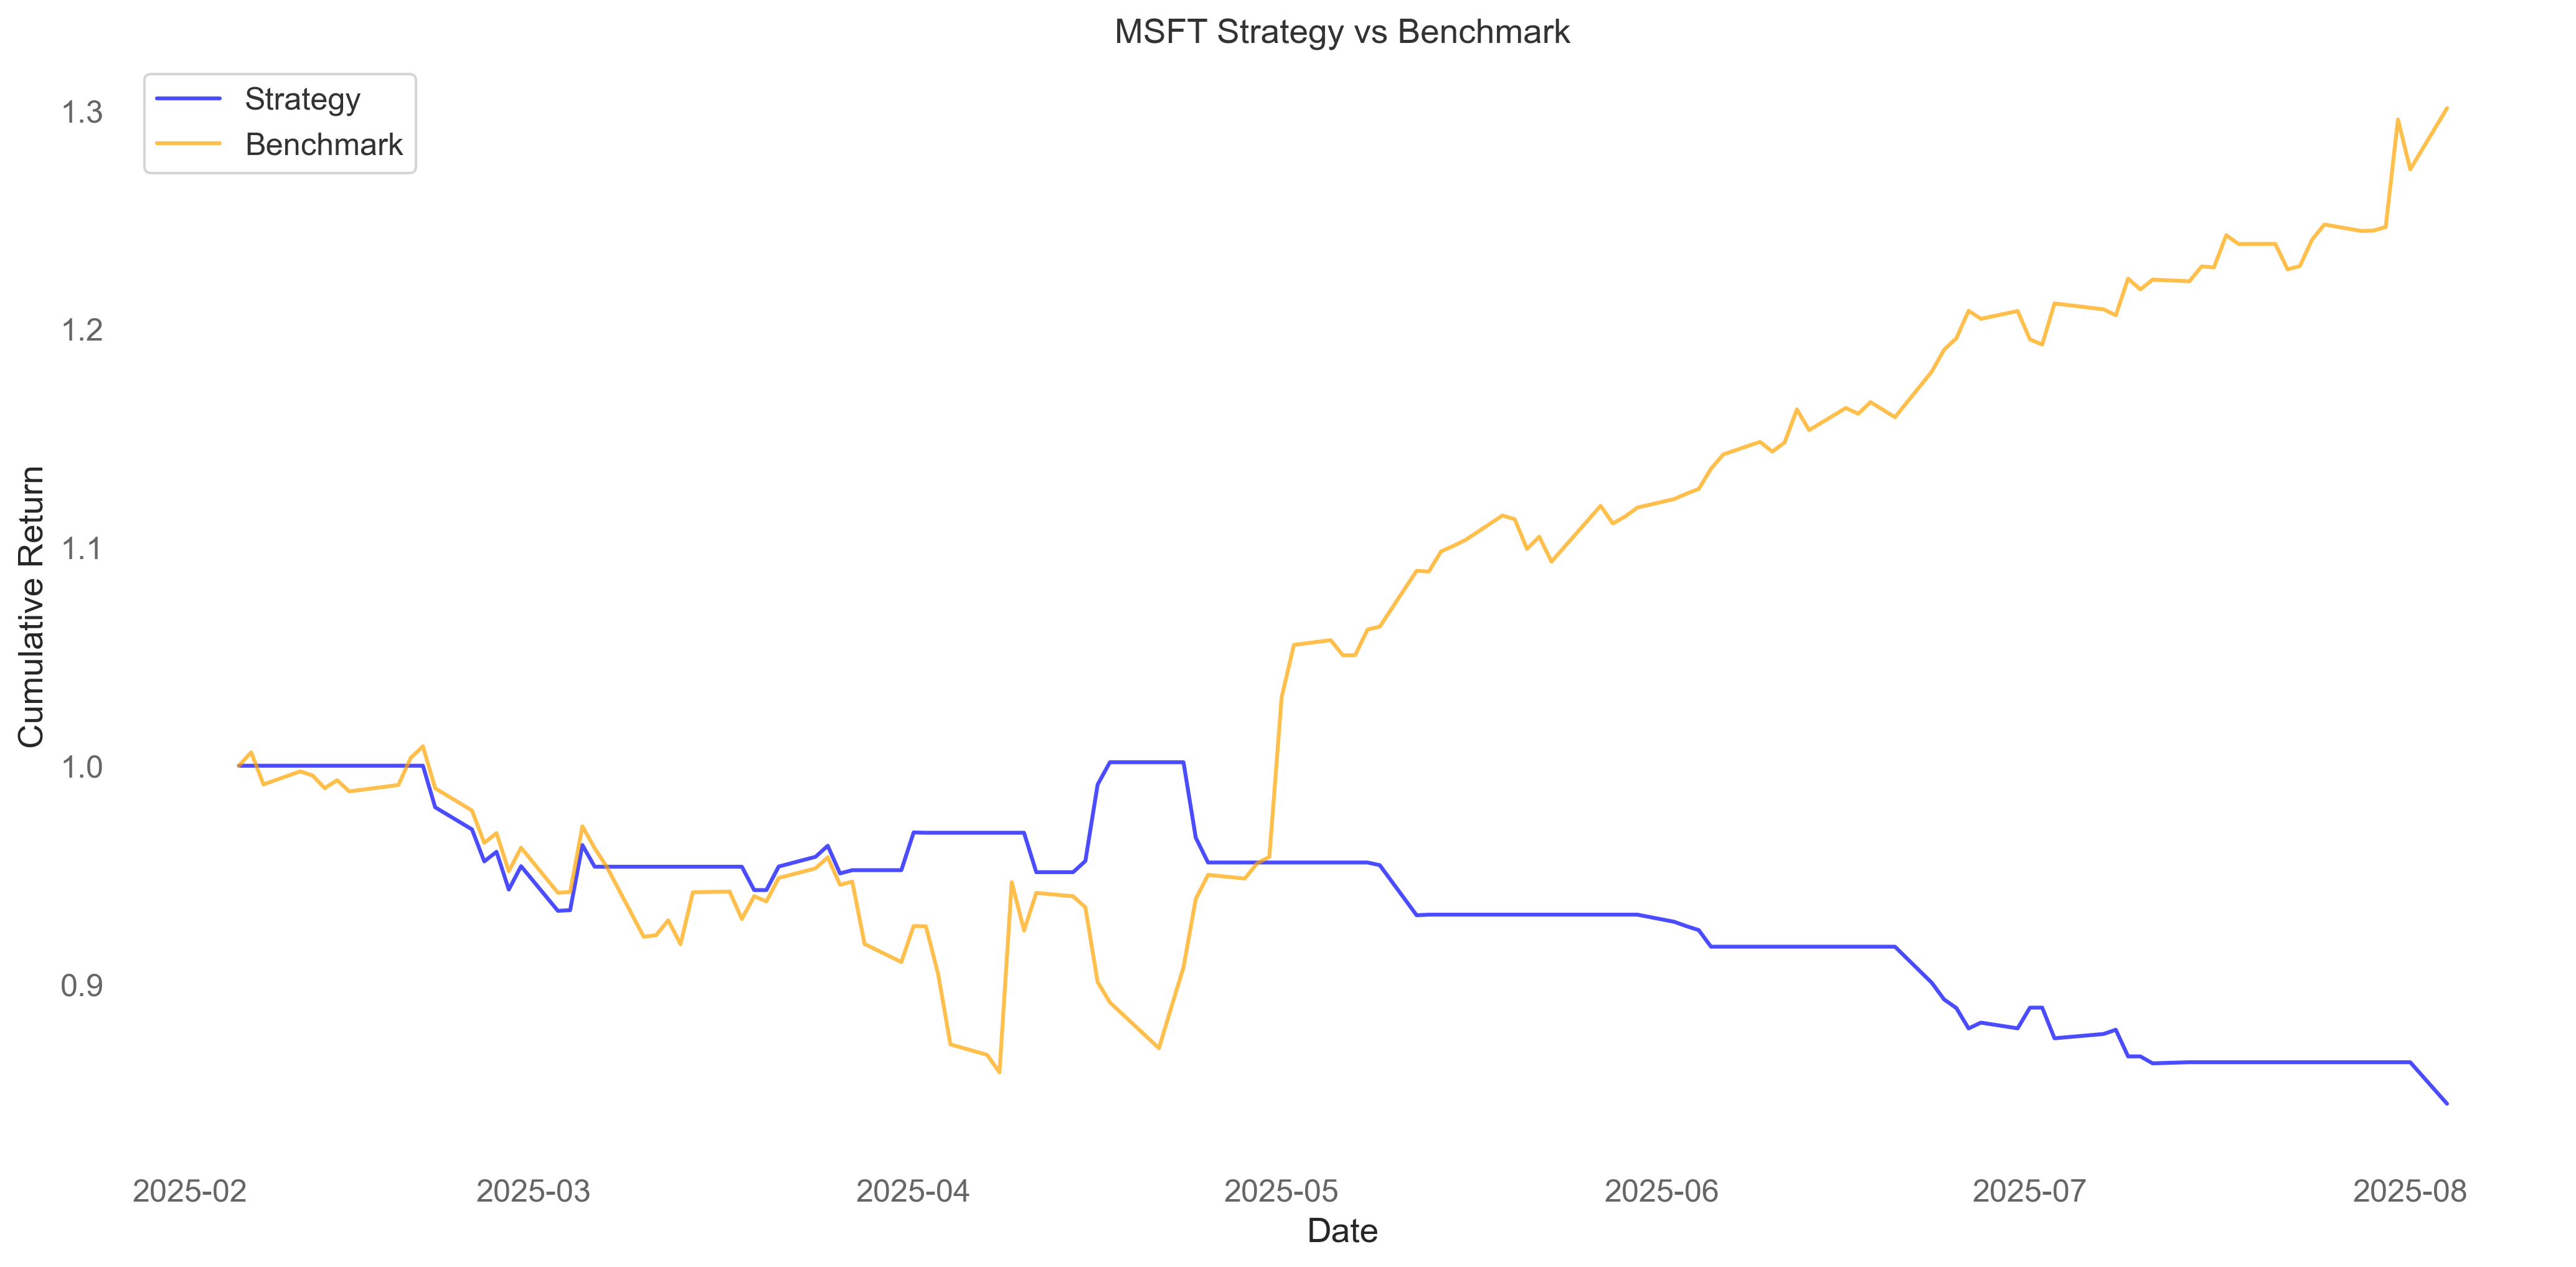 MSFT Strategy vs Benchmark
Strategy
Benchmark
1.3
1.2
1.1
1.0
0.9
Cumulative Return
2025-02 2025-03 2025-04 2025-05 2025-06 2025-07 2025-08
Date